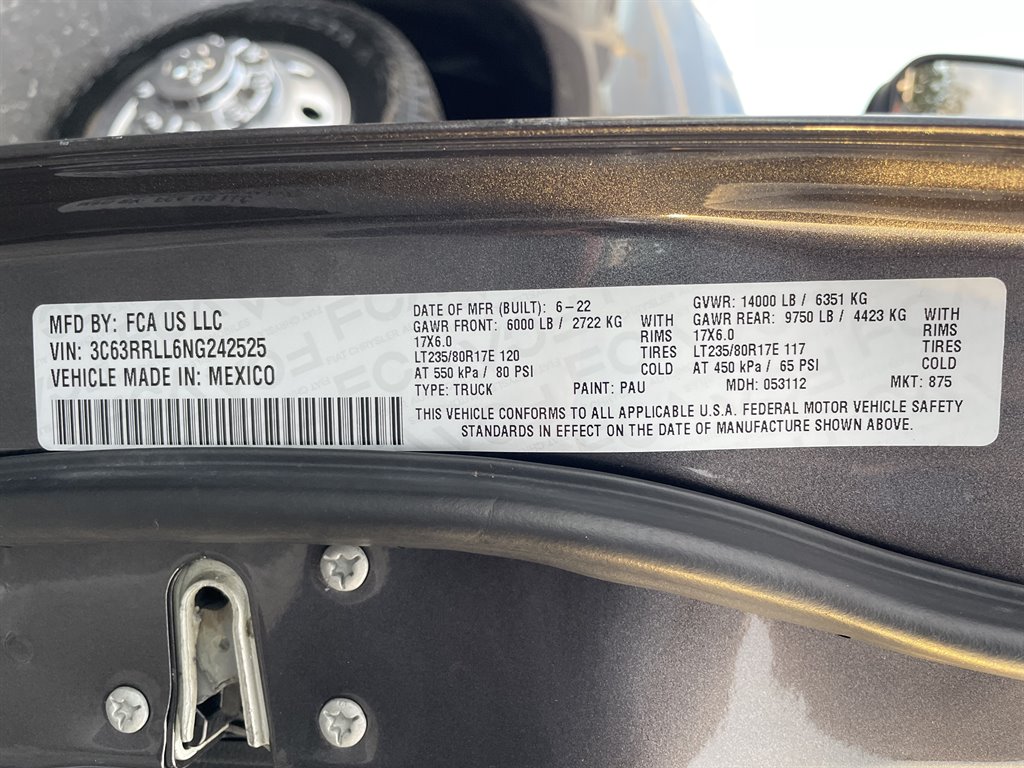 MFD BY: FCA US LLC
VIN: 3C63RRLL6NG242525
VEHICLE MADE IN: MEXICO
DATE OF MFR (BUILT): 6-22
GAWR FRONT: 6000 LB / 2722 KG WITH
17X6.0 RIMS
LT235/80R17E 120 TIRES
AT 550 kPa / 80 PSI COLD
TYPE: TRUCK PAINT: PAU
GVWR: 14000 LB / 6351 KG
GAWR REAR: 9750 LB / 4423 KG WITH
17X6.0 RIMS
LT235/80R17E 117 TIRES
AT 450 kPa / 65 PSI COLD
MDH: 053112 MKT: 875
THIS VEHICLE CONFORMS TO ALL APPLICABLE U.S.A. FEDERAL MOTOR VEHICLE SAFETY
STANDARDS IN EFFECT ON THE DATE OF MANUFACTURE SHOWN ABOVE.